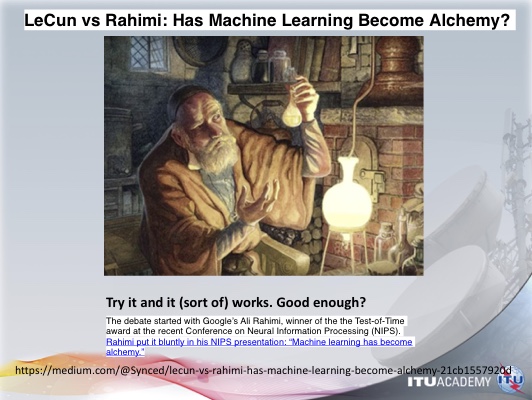 LeCun vs Rahimi: Has Machine Learning Become Alchemy?
Try it and it (sort of) works. Good enough?
The debate started with Google's Ali Rahimi, winner of the the Test-of-Time
award at the recent Conference on Neural Information Processing (NIPS).
Rahimi put it bluntly in his NIPS presentation: “Machine learning has become
alchemy.”
https://medium.com/@Synced/lecun-vs-rahimi-has-machine-learning-become-alchemy-21cb1557920d
ITUACADEMY
ITU